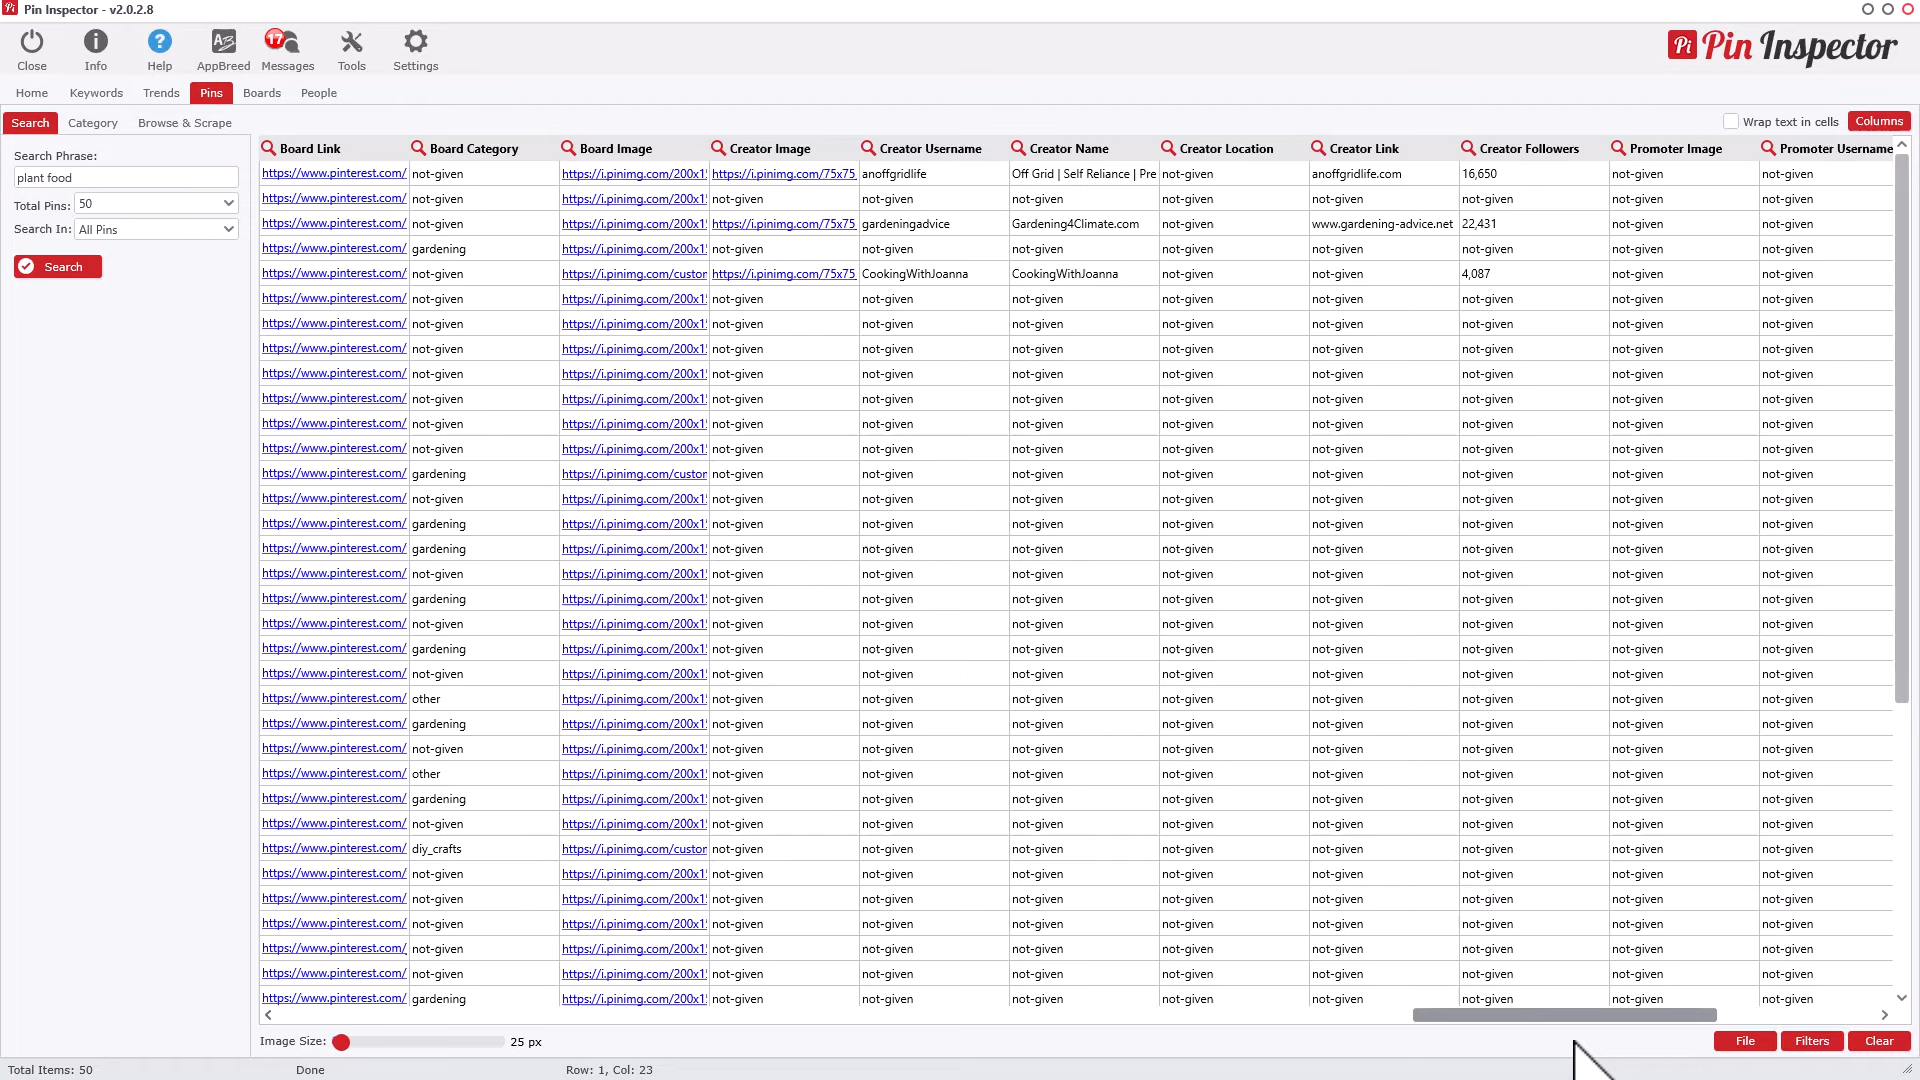 Pin Inspector - v2.0.2.8
Close Info Help AppBreed 17 Messages Tools Settings
Pin Inspector
Home Keywords Trends Pins Boards People
Search Category Browse & Scrape
Wrap text in cells Columns
Search Phrase:
plant food
Total Pins: 50
Search In: All Pins
Search
Board Link Board Category Board Image Creator Image Creator Username Creator Name Creator Location Creator Link Creator Followers Promoter Image Promoter Username
https://www.pinterest.com/ not-given https://i.pinimg.com/200x1 https://i.pinimg.com/75x75 anoffgridlife Off Grid | Self Reliance | Pre not-given anoffgridlife.com 16,650 not-given not-given
https://www.pinterest.com/ not-given https://i.pinimg.com/200x1 not-given not-given not-given not-given not-given not-given not-given not-given
https://www.pinterest.com/ not-given https://i.pinimg.com/200x1 https://i.pinimg.com/75x75 gardeningadvice Gardening4Climate.com not-given www.gardening-advice.net 22,431 not-given not-given
https://www.pinterest.com/ gardening https://i.pinimg.com/200x1 not-given not-given not-given not-given not-given not-given not-given not-given
https://www.pinterest.com/ not-given https://i.pinimg.com/custor https://i.pinimg.com/75x75 CookingWithJoanna CookingWithJoanna not-given not-given 4,087 not-given not-given
https://www.pinterest.com/ not-given https://i.pinimg.com/200x1 not-given not-given not-given not-given not-given not-given not-given not-given
https://www.pinterest.com/ not-given https://i.pinimg.com/200x1 not-given not-given not-given not-given not-given not-given not-given not-given
https://www.pinterest.com/ not-given https://i.pinimg.com/200x1 not-given not-given not-given not-given not-given not-given not-given not-given
https://www.pinterest.com/ not-given https://i.pinimg.com/200x1 not-given not-given not-given not-given not-given not-given not-given not-given
https://www.pinterest.com/ not-given https://i.pinimg.com/200x1 not-given not-given not-given not-given not-given not-given not-given not-given
https://www.pinterest.com/ not-given https://i.pinimg.com/200x1 not-given not-given not-given not-given not-given not-given not-given not-given
https://www.pinterest.com/ not-given https://i.pinimg.com/200x1 not-given not-given not-given not-given not-given not-given not-given not-given
https://www.pinterest.com/ gardening https://i.pinimg.com/custor not-given not-given not-given not-given not-given not-given not-given not-given
https://www.pinterest.com/ not-given https://i.pinimg.com/200x1 not-given not-given not-given not-given not-given not-given not-given not-given
https://www.pinterest.com/ gardening https://i.pinimg.com/200x1 not-given not-given not-given not-given not-given not-given not-given not-given
https://www.pinterest.com/ gardening https://i.pinimg.com/200x1 not-given not-given not-given not-given not-given not-given not-given not-given
https://www.pinterest.com/ not-given https://i.pinimg.com/200x1 not-given not-given not-given not-given not-given not-given not-given not-given
https://www.pinterest.com/ gardening https://i.pinimg.com/200x1 not-given not-given not-given not-given not-given not-given not-given not-given
https://www.pinterest.com/ not-given https://i.pinimg.com/200x1 not-given not-given not-given not-given not-given not-given not-given not-given
https://www.pinterest.com/ gardening https://i.pinimg.com/200x1 not-given not-given not-given not-given not-given not-given not-given not-given
https://www.pinterest.com/ not-given https://i.pinimg.com/200x1 not-given not-given not-given not-given not-given not-given not-given not-given
https://www.pinterest.com/ other https://i.pinimg.com/200x1 not-given not-given not-given not-given not-given not-given not-given not-given
https://www.pinterest.com/ gardening https://i.pinimg.com/200x1 not-given not-given not-given not-given not-given not-given not-given not-given
https://www.pinterest.com/ not-given https://i.pinimg.com/200x1 not-given not-given not-given not-given not-given not-given not-given not-given
https://www.pinterest.com/ other https://i.pinimg.com/200x1 not-given not-given not-given not-given not-given not-given not-given not-given
https://www.pinterest.com/ gardening https://i.pinimg.com/200x1 not-given not-given not-given not-given not-given not-given not-given not-given
https://www.pinterest.com/ not-given https://i.pinimg.com/200x1 not-given not-given not-given not-given not-given not-given not-given not-given
https://www.pinterest.com/ diy_crafts https://i.pinimg.com/custor not-given not-given not-given not-given not-given not-given not-given not-given
https://www.pinterest.com/ not-given https://i.pinimg.com/200x1 not-given not-given not-given not-given not-given not-given not-given not-given
https://www.pinterest.com/ not-given https://i.pinimg.com/200x1 not-given not-given not-given not-given not-given not-given not-given not-given
https://www.pinterest.com/ not-given https://i.pinimg.com/200x1 not-given not-given not-given not-given not-given not-given not-given not-given
https://www.pinterest.com/ not-given https://i.pinimg.com/200x1 not-given not-given not-given not-given not-given not-given not-given not-given
https://www.pinterest.com/ not-given https://i.pinimg.com/200x1 not-given not-given not-given not-given not-given not-given not-given not-given
https://www.pinterest.com/ gardening https://i.pinimg.com/200x1 not-given not-given not-given not-given not-given not-given not-given not-given
Image Size: 25 px File Filters Clear
Total Items: 50 Done Row: 1, Col: 23